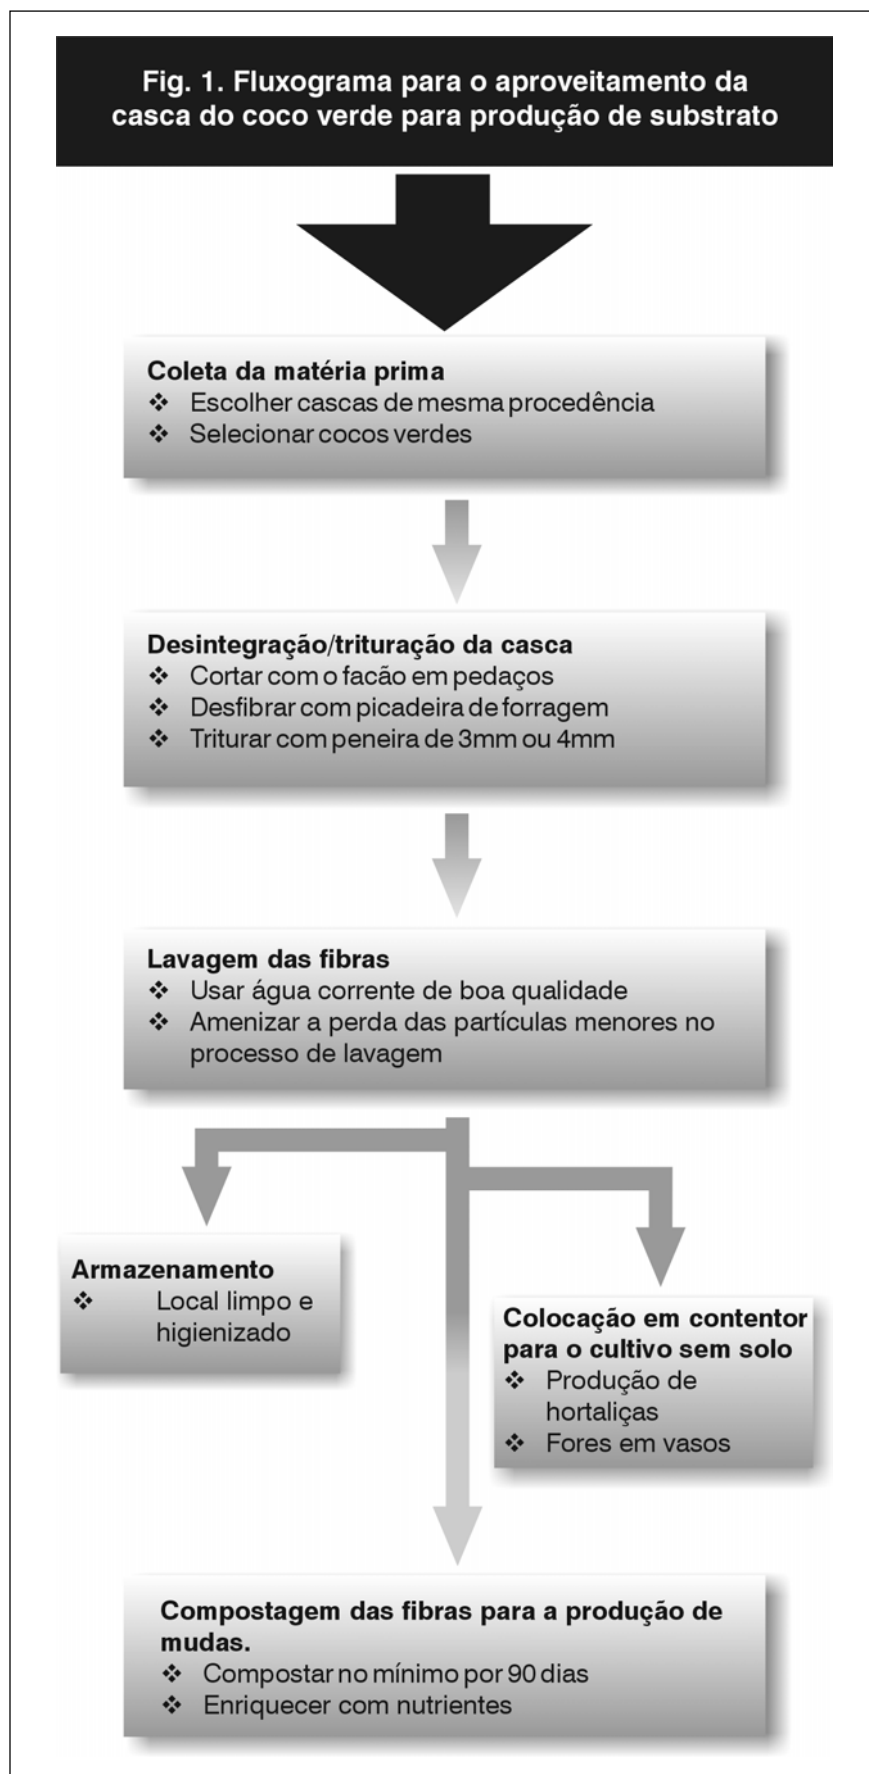 Fig. 1. Fluxograma para o aproveitamento da
casca do coco verde para produção de substrato
Coleta da matéria prima
❖ Escolher cascas de mesma procedência
❖ Selecionar cocos verdes
Desintegração/trituração da casca
❖ Cortar com o facão em pedaços
❖ Desfibrar com picadeira de forragem
❖ Triturar com peneira de 3mm ou 4mm
Lavagem das fibras
❖ Usar água corrente de boa qualidade
❖ Amenizar a perda das partículas menores no
processo de lavagem
Armazenamento
❖ Local limpo e
higienizado
Colocação em contentor
para o cultivo sem solo
❖ Produção de
hortaliças
❖ Fores em vasos
Compostagem das fibras para a produção de
mudas.
❖ Compostar no mínimo por 90 dias
❖ Enriquecer com nutrientes